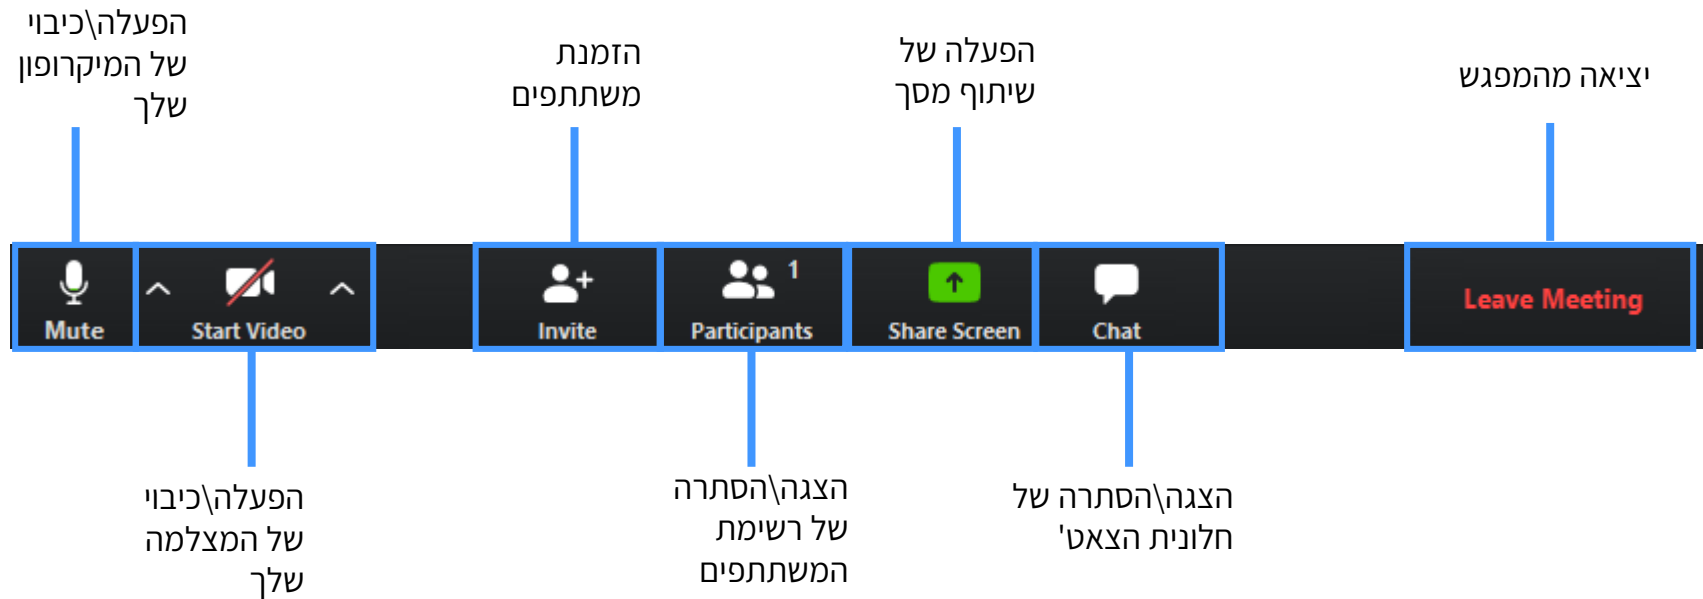 הפעלה\כיבוי
של המיקרופון
שלך
הזמנת
משתתפים
הפעלה של
שיתוף מסך
יציאה מהמפגש
Mute
Start Video
Invite
Participants
1
Share Screen
Chat
Leave Meeting
הפעלה\כיבוי
של המצלמה
שלך
הצגה\הסתרה
של רשימת
המשתתפים
הצגה\הסתרה של
חלונית הצאט'